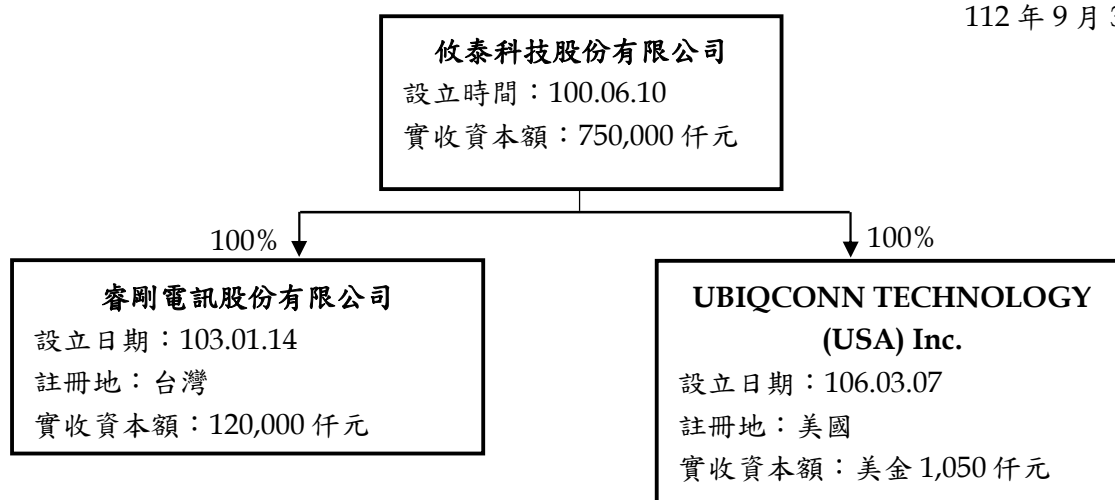 112 年 9 月 3
攸泰科技股份有限公司
設立時間：100.06.10
實收資本額：750,000 仟元
100%
100%
睿剛電訊股份有限公司
設立日期：103.01.14
註冊地：台灣
實收資本額：120,000 仟元
UBIQCONN TECHNOLOGY
(USA) Inc.
設立日期：106.03.07
註冊地：美國
實收資本額：美金 1,050 仟元